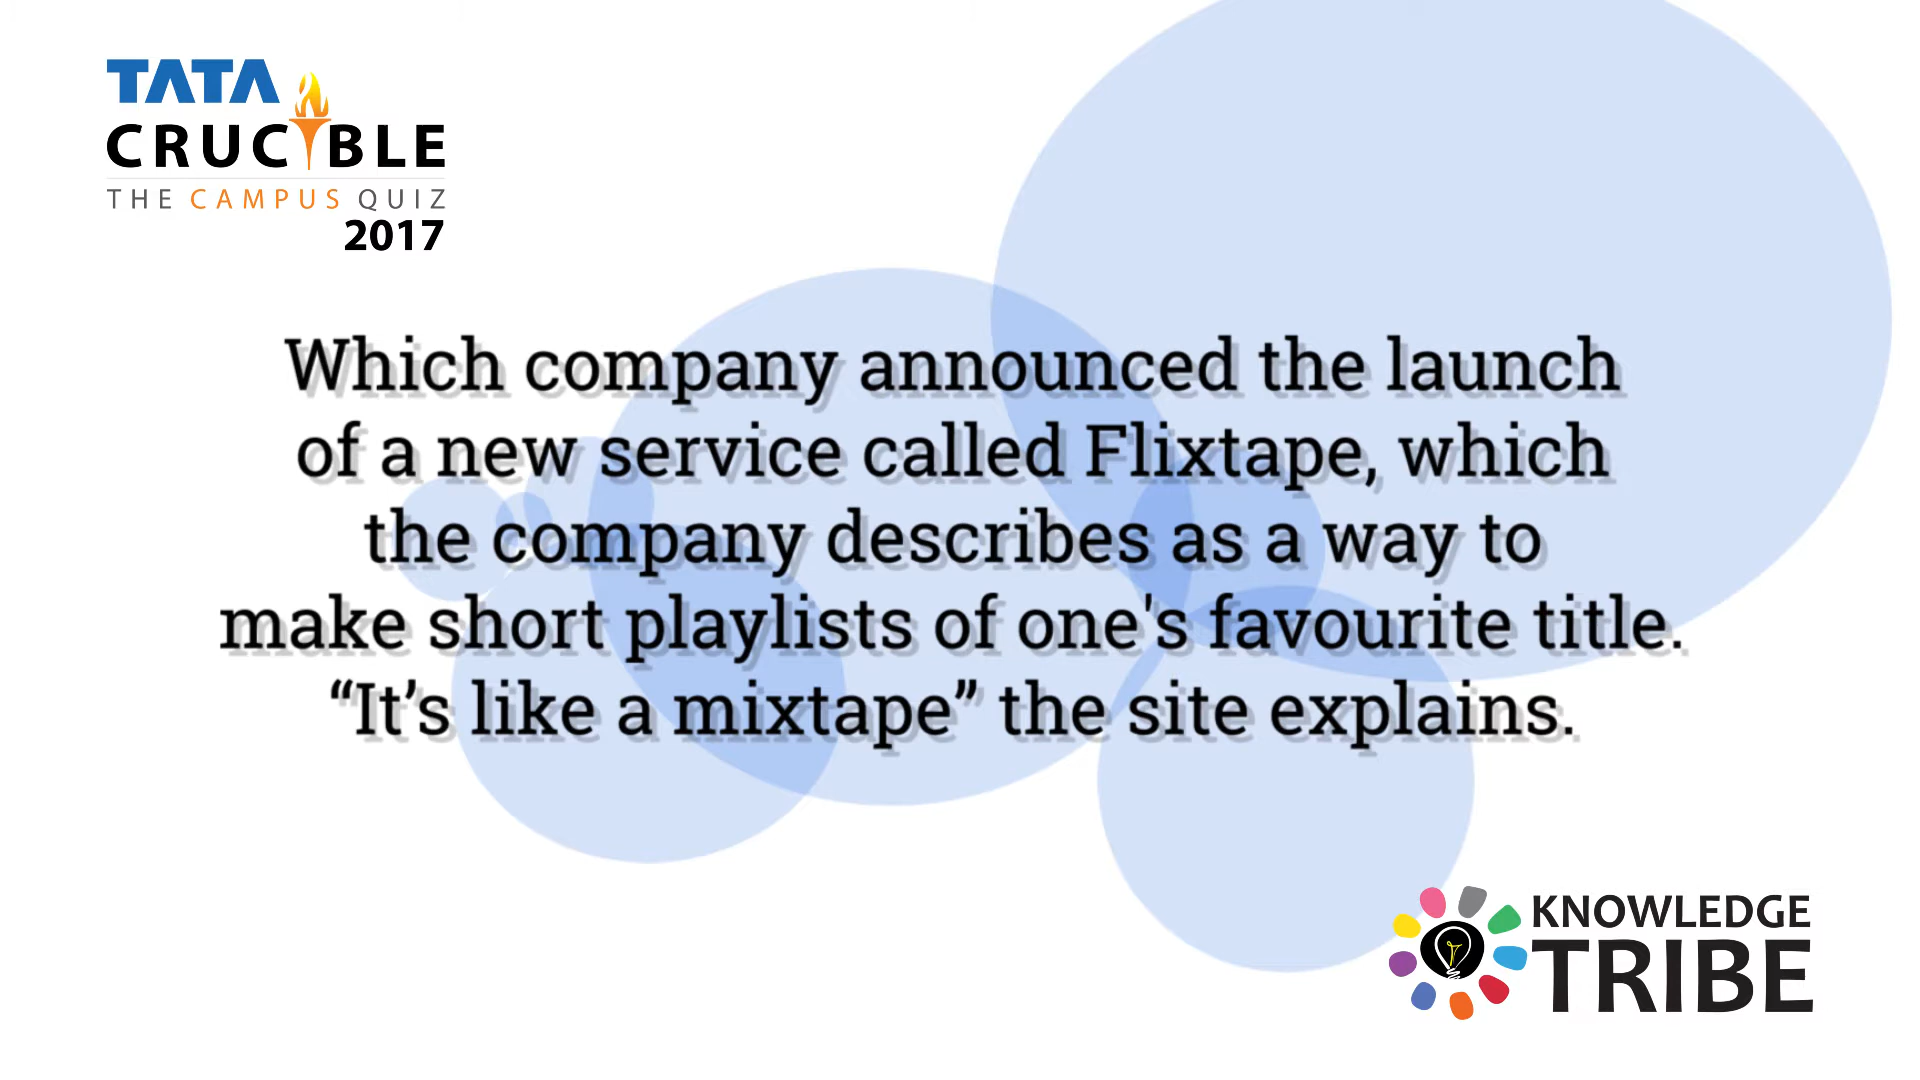 TATA
CRUCIBLE
THE CAMPUS QUIZ
2017
Which company announced the launch
of a new service called Flixtape, which
the company describes as a way to
make short playlists of one's favourite title.
“It’s like a mixtape” the site explains.
KNOWLEDGE
TRIBE